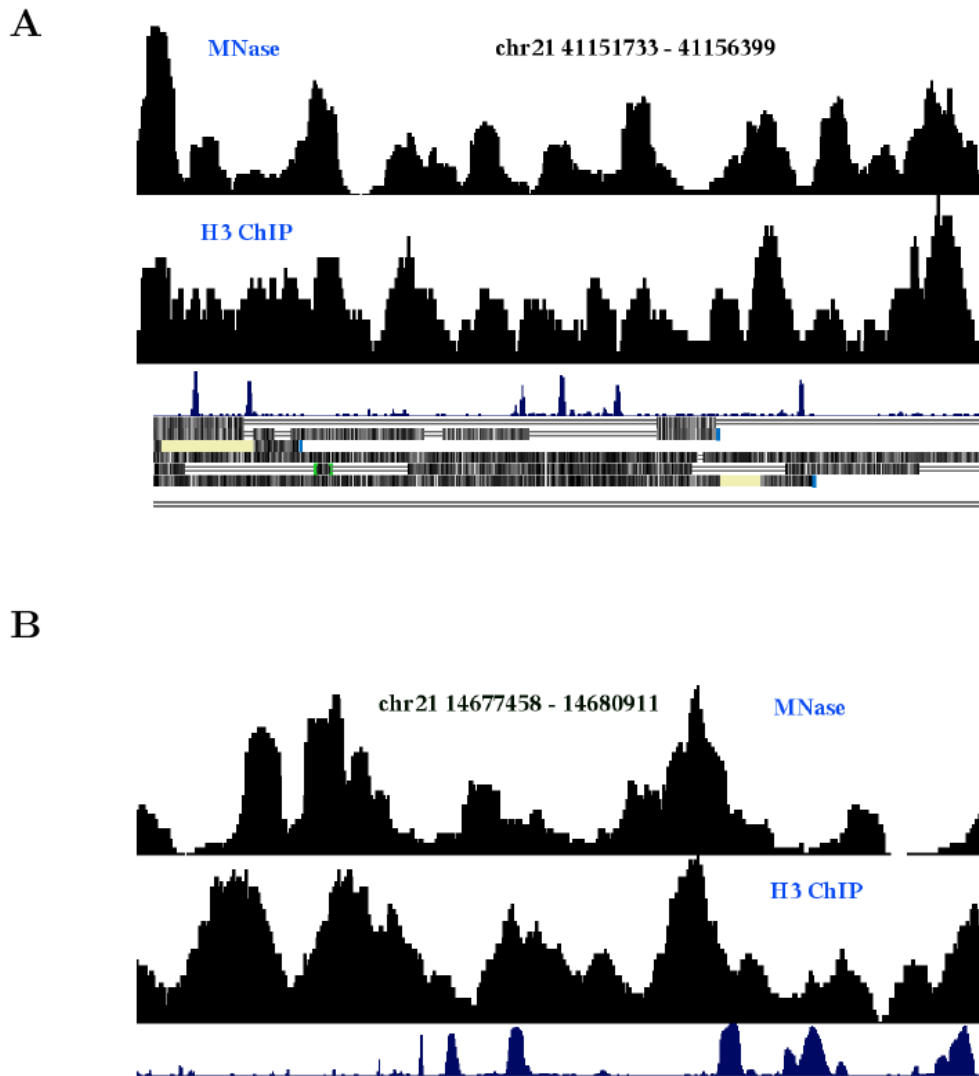 A
MNase
chr21 41151733 - 41156399
H3 ChIP
B
chr21 14677458 - 14680911
MNase
H3 ChIP